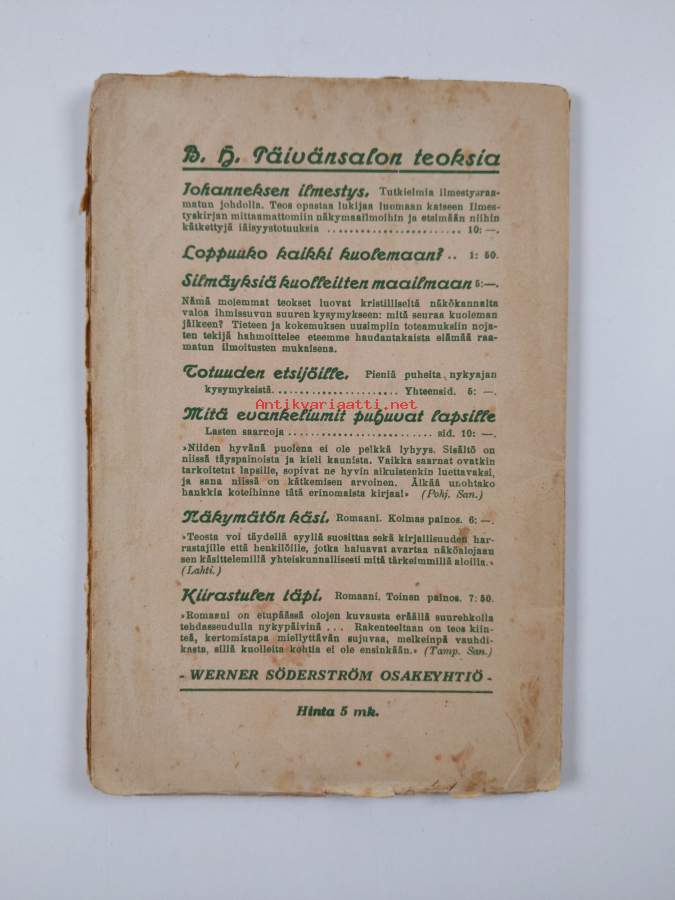 B. H. Päivänsalon teoksia
Johanneksen ilmestys. Tutkielmia ilmestysraa-
matun johdolla. Teos opastaa lukijaa luomaan katseen Ilmes-
tyskirjan mittaamattomiin näkymaailmoihin ja etsimään niihin
kätkettyjä iäisyystotuuksia .......................... 10: —.
Loppuuko kaikki kuolemaan? .. 1: 50.
Silmäyksiä kuolleitten maailmaan 5: —.
Nämä molemmat teokset luovat kristilliseltä näkökannalta
valoa ihmissuvun suuren kysymykseen: mitä seuraa kuoleman
jälkeen? Tieteen ja kokemuksen uusimpiin toteamuksiin noja-
ten tekijä hahmoittelee eteemme haudantakaista elämää raa-
matun ilmoitusten mukaisena.
Totuuden etsijöille. Pieniä puheita nykyajan
kysymyksistä........................ Yhteensid. 5: —.
Antikvariaatti.net
Mitä evankeliumit puhuvat lapsille
Lasten saarnoja .......................... sid. 10: —.
»Niiden hyvänä puolena ei ole pelkkä lyhyys. Sisältö on
niissä täyspainoista ja kieli kaunista. Vaikka saarnat ovatkin
tarkoitetut lapsille, sopivat ne hyvin aikuistenkin luettavaksi,
ja sana niissä on kätkemisen arvoinen. Älkää unohtako
hankkia koteihinne tätä erinomaista kirjaa!» (Pohj. San.)
Näkymätön käsi. Romaani. Kolmas painos. 6: —.
»Teosta voi täydellä syyllä suosittaa sekä kirjallisuuden har-
rastajille että henkilöille, jotka haluavat avartaa näköalojaan
sen käsittelemillä yhteiskunnallisesti mitä tärkeimmillä aloilla.»
(Lahti.)
Kiirastulen läpi. Romaani. Toinen painos. 7: 50.
»Romaani on etupäässä olojen kuvausta eräällä suurehkolla
tehdasseudulla nykypäivinä ... Rakenteeltaan on teos kiin-
teä, kertomistapa miellyttävän sujuvaa, melkeinpä vauhdi-
kasta, sillä kuolleita kohtia ei ole ensinkään.» (Tamp. San.)
- WERNER SÖDERSTRÖM OSAKEYHTIÖ -
Hinta 5 mk.